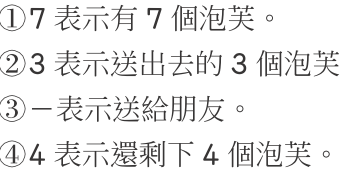 ①7 表示有 7 個泡芙。
②3 表示送出去的 3 個泡芙
③－表示送給朋友。
④4 表示還剩下 4 個泡芙。